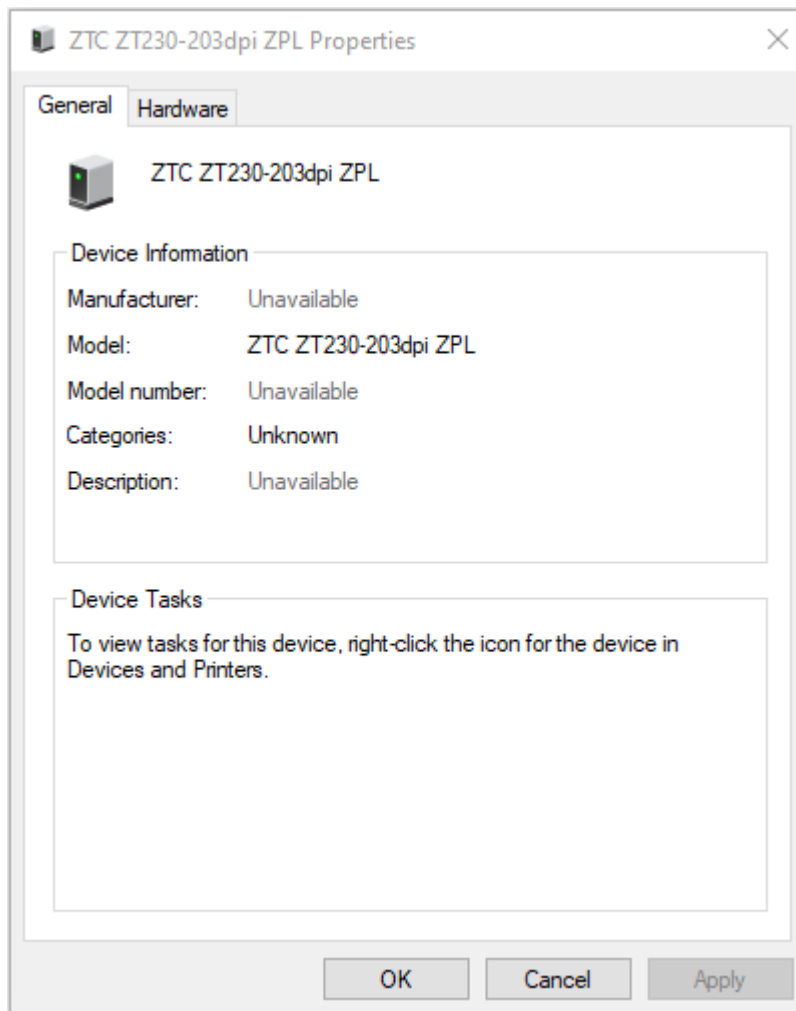 ZTC ZT230-203dpi ZPL Properties
General Hardware
ZTC ZT230-203dpi ZPL
Device Information
Manufacturer: Unavailable
Model: ZTC ZT230-203dpi ZPL
Model number: Unavailable
Categories: Unknown
Description: Unavailable
Device Tasks
To view tasks for this device, right-click the icon for the device in
Devices and Printers.
OK Cancel Apply